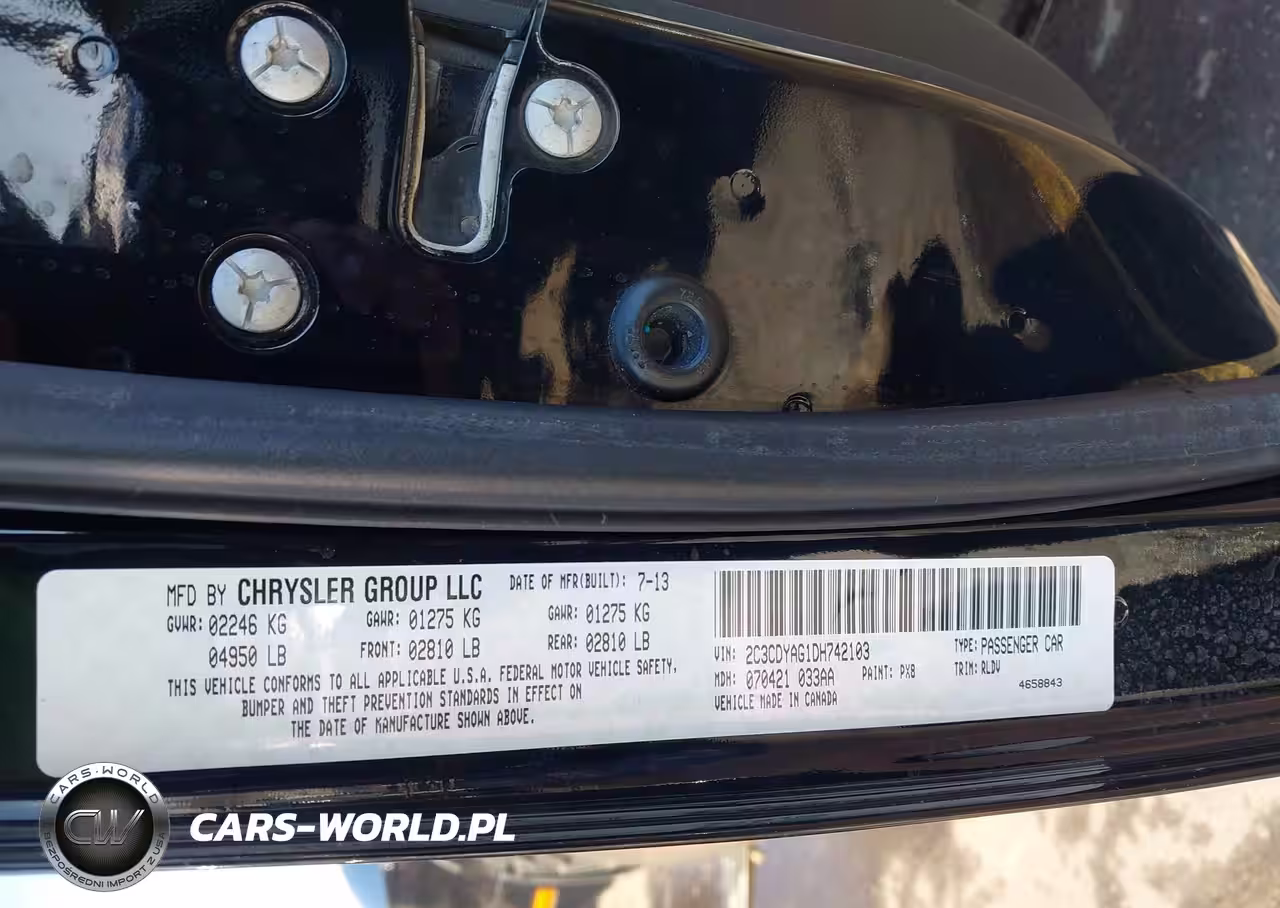 MFD BY CHRYSLER GROUP LLC DATE OF MFR(BUILT): 7-13
GVWR: 02246 KG GAWR: 01275 KG GAWR: 01275 KG
04950 LB FRONT: 02810 LB REAR: 02810 LB
THIS VEHICLE CONFORMS TO ALL APPLICABLE U.S.A. FEDERAL MOTOR VEHICLE SAFETY,
BUMPER AND THEFT PREVENTION STANDARDS IN EFFECT ON
THE DATE OF MANUFACTURE SHOWN ABOVE.
VIN: 2C3CDYAG1DH742103 TYPE: PASSENGER CAR
MDH: 070421 033AA PAINT: PX8 TRIM: RLDV
VEHICLE MADE IN CANADA 4658843
CARS-WORLD
CW
BEZPOŚREDNI IMPORT Z USA
CARS-WORLD.PL